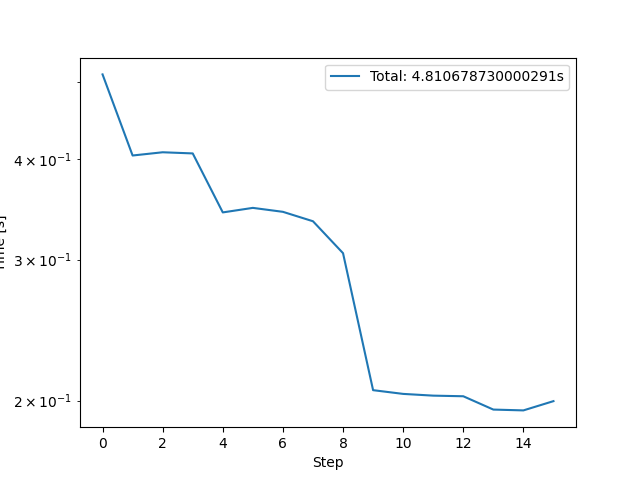 Total: 4.810678730000291s
4 × 10⁻¹
3 × 10⁻¹
2 × 10⁻¹
Time [s]
0 2 4 6 8 10 12 14
Step